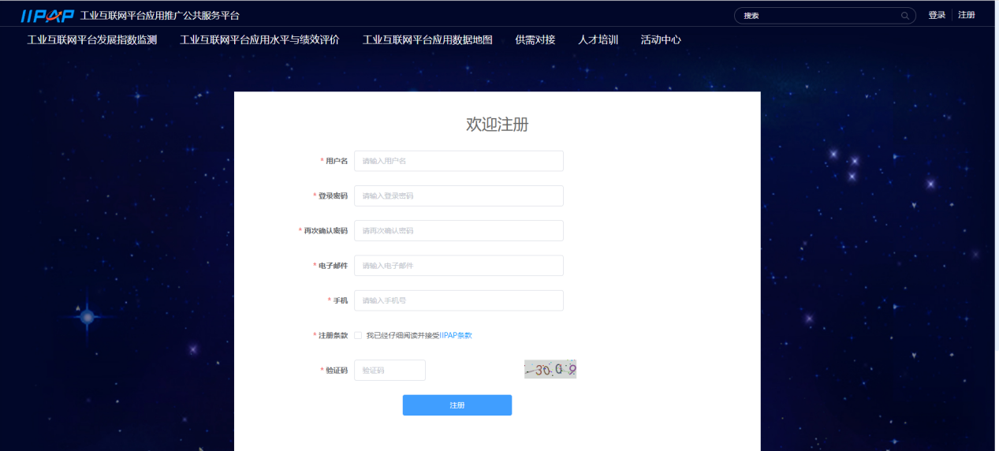 IIPAP 工业互联网平台应用推广公共服务平台 搜索 登录 注册
工业互联网平台发展指数监测 工业互联网平台应用水平与绩效评价 工业互联网平台应用数据地图 供需对接 人才培训 活动中心
欢迎注册
* 用户名 请输入用户名
* 登录密码 请输入登录密码
* 再次确认密码 请再次确认密码
* 电子邮件 请输入电子邮件
* 手机 请输入手机号
* 注册条款 我已经仔细阅读并接受IIPAP条款
* 验证码 验证码 3009
注册